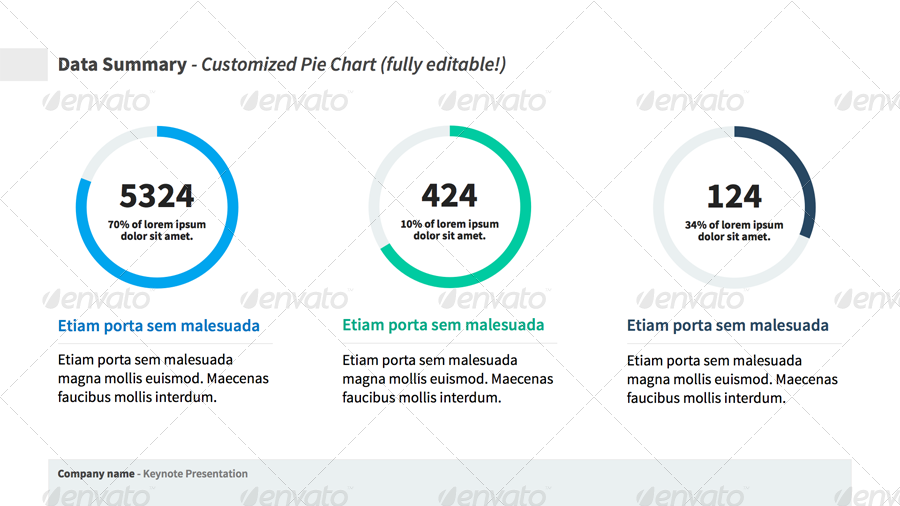 Data Summary - Customized Pie Chart (fully editable!)
5324
70% of lorem ipsum
dolor sit amet.
424
10% of lorem ipsum
dolor sit amet.
124
34% of lorem ipsum
dolor sit amet.
Etiam porta sem malesuada
Etiam porta sem malesuada
magna mollis euismod. Maecenas
faucibus mollis interdum.
Etiam porta sem malesuada
Etiam porta sem malesuada
magna mollis euismod. Maecenas
faucibus mollis interdum.
Etiam porta sem malesuada
Etiam porta sem malesuada
magna mollis euismod. Maecenas
faucibus mollis interdum.
Company name - Keynote Presentation
envato
envato
envato
envato
envato
envato
envato
envato
envato
envato
envato
envato